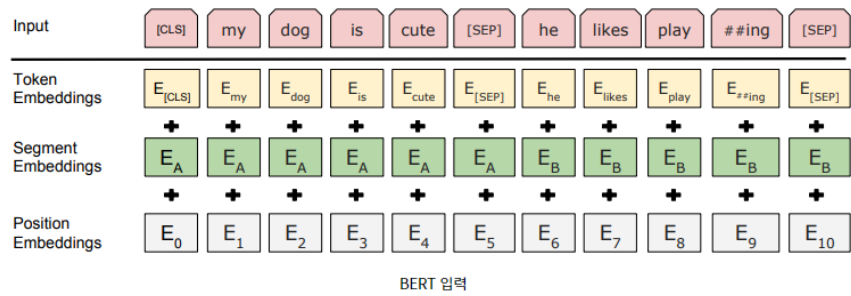 Input [CLS] my dog is cute [SEP] he likes play ##ing [SEP]
Token Embeddings E[CLS] Emy Edog Eis Ecute E[SEP] Ehe Elikes Eplay E##ing E[SEP]
+ + + + + + + + + + +
Segment Embeddings EA EA EA EA EA EA EB EB EB EB EB
+ + + + + + + + + + +
Position Embeddings E0 E1 E2 E3 E4 E5 E6 E7 E8 E9 E10
BERT 입력